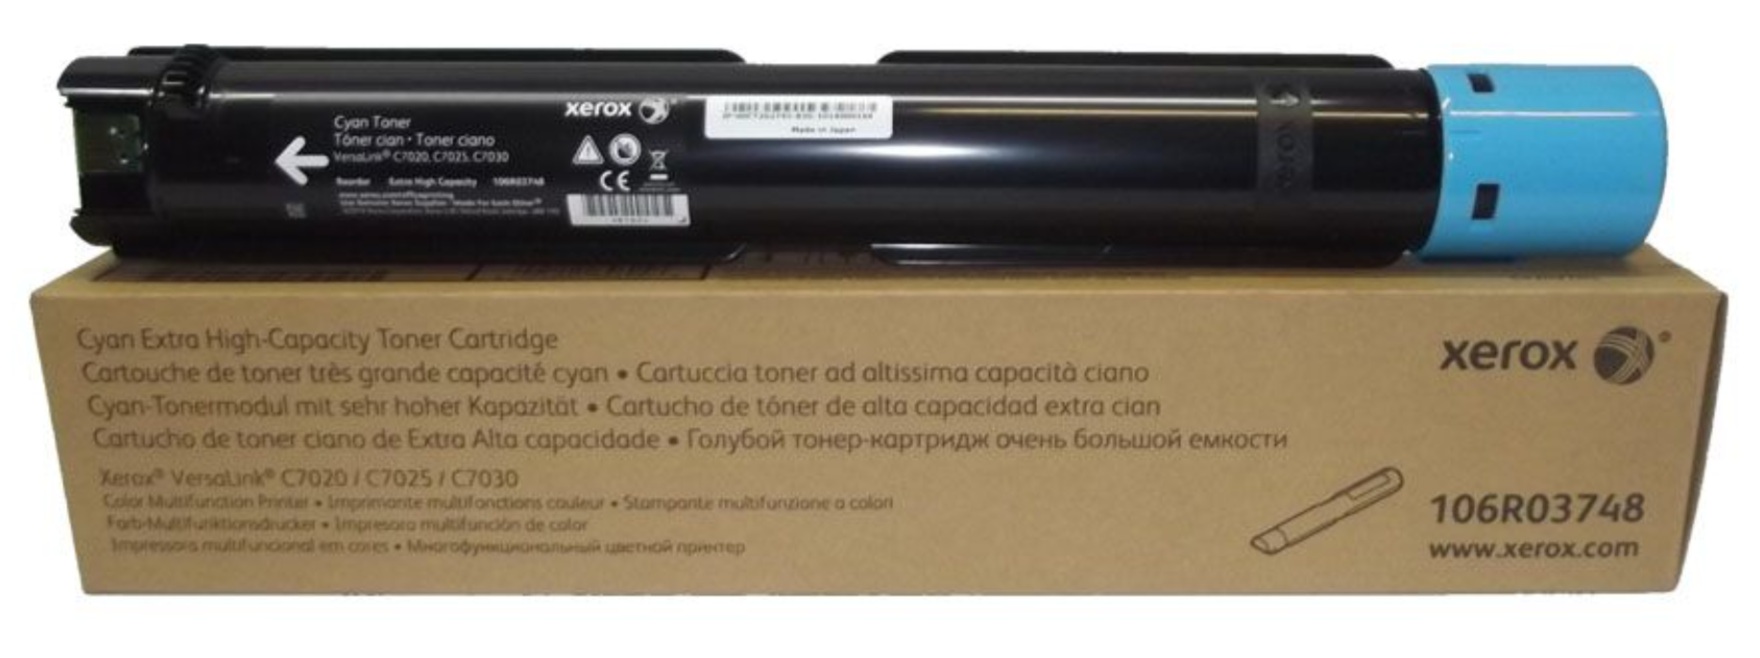 Cyan Toner
Tóner cian • Toner ciano
VersaLink® C7020, C7025, C7030
Reorder Extra High Capacity 106R03748
xerox
Made in Japan
CE
xerox
Cyan Extra High-Capacity Toner Cartridge
Cartouche de toner très grande capacité cyan • Cartuccia toner ad altissima capacità ciano
Cyan-Tonermodul mit sehr hoher Kapazität • Cartucho de tóner de alta capacidad extra cian
Cartucho de toner ciano de Extra Alta capacidade • Голубой тонер-картридж очень большой емкости
Xerox® VersaLink® C7020 / C7025 / C7030
Color Multifunction Printer • Imprimante multifonctions couleur • Stampante multifunzione a colori
Farb-Multifunktionsdrucker • Impresora multifunción de color
Impressora multifuncional em cores • Многофункциональный цветной принтер
xerox®
106R03748
www.xerox.com